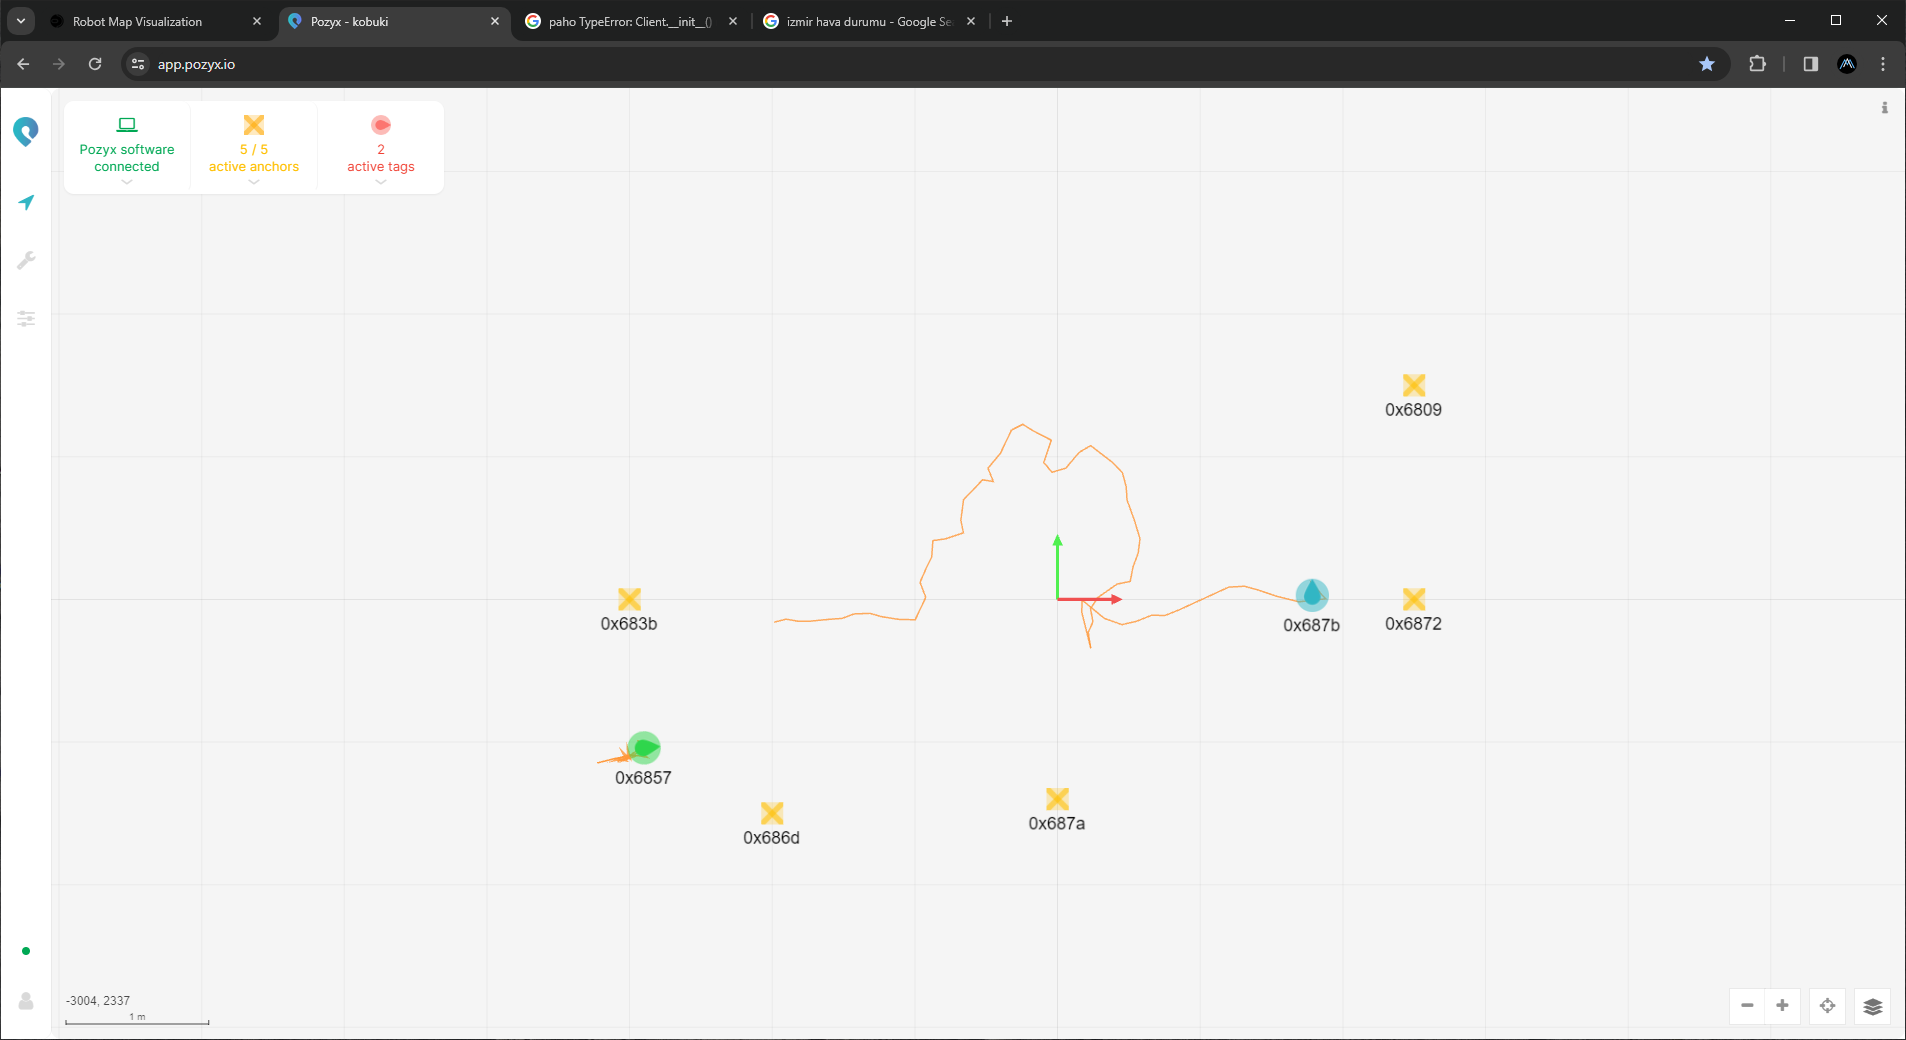 Robot Map Visualization
Pozyx - kobuki
paho TypeError: Client.__init__()
izmir hava durumu - Google Se
app.pozyx.io
Pozyx software
connected
5 / 5
active anchors
2
active tags
0x6809
0x683b
0x687b
0x6872
0x6857
0x686d
0x687a
-3004, 2337
1 m